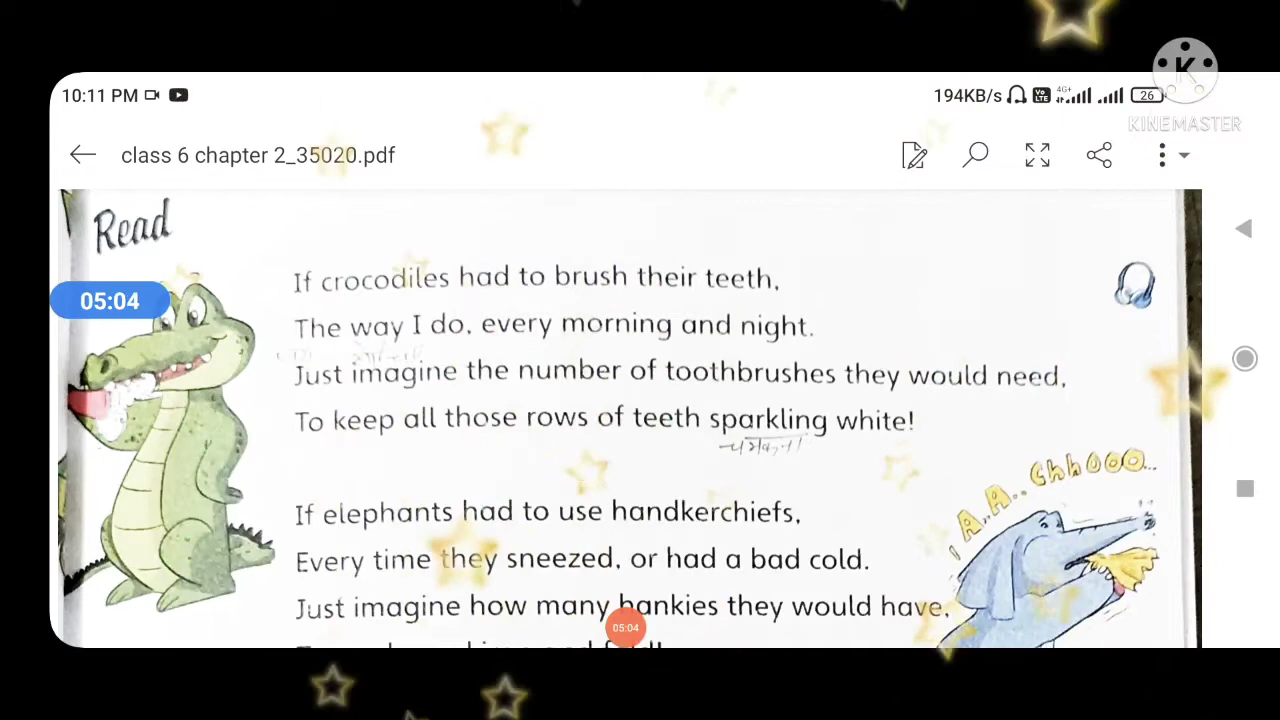 KINEMASTER
10:11 PM
194KB/s Vo LTE 4G+ 26
class 6 chapter 2_35020.pdf
Read
If crocodiles had to brush their teeth,
05:04
The way I do, every morning and night.
Just imagine the number of toothbrushes they would need,
To keep all those rows of teeth sparkling white!
A.. A.. Chhooo...
If elephants had to use handkerchiefs,
Every time they sneezed, or had a bad cold.
Just imagine how many hankies they would have,
05:04